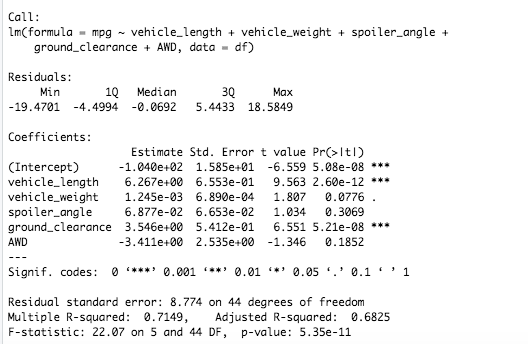 Call:
lm(formula = mpg ~ vehicle_length + vehicle_weight + spoiler_angle +
    ground_clearance + AWD, data = df)

Residuals:
     Min       1Q   Median       3Q      Max
-19.4701  -4.4994  -0.0692   5.4433  18.5849

Coefficients:
                   Estimate Std. Error t value Pr(>|t|)
(Intercept)      -1.040e+02  1.585e+01  -6.559 5.08e-08 ***
vehicle_length    6.267e+00  6.553e-01   9.563 2.60e-12 ***
vehicle_weight    1.245e-03  6.890e-04   1.807   0.0776 .
spoiler_angle     6.877e-02  6.653e-02   1.034   0.3069
ground_clearance  3.546e+00  5.412e-01   6.551 5.21e-08 ***
AWD              -3.411e+00  2.535e+00  -1.346   0.1852
---
Signif. codes:  0 ‘***’ 0.001 ‘**’ 0.01 ‘*’ 0.05 ‘.’ 0.1 ‘ ’ 1

Residual standard error: 8.774 on 44 degrees of freedom
Multiple R-squared:  0.7149,    Adjusted R-squared:  0.6825
F-statistic: 22.07 on 5 and 44 DF,  p-value: 5.35e-11